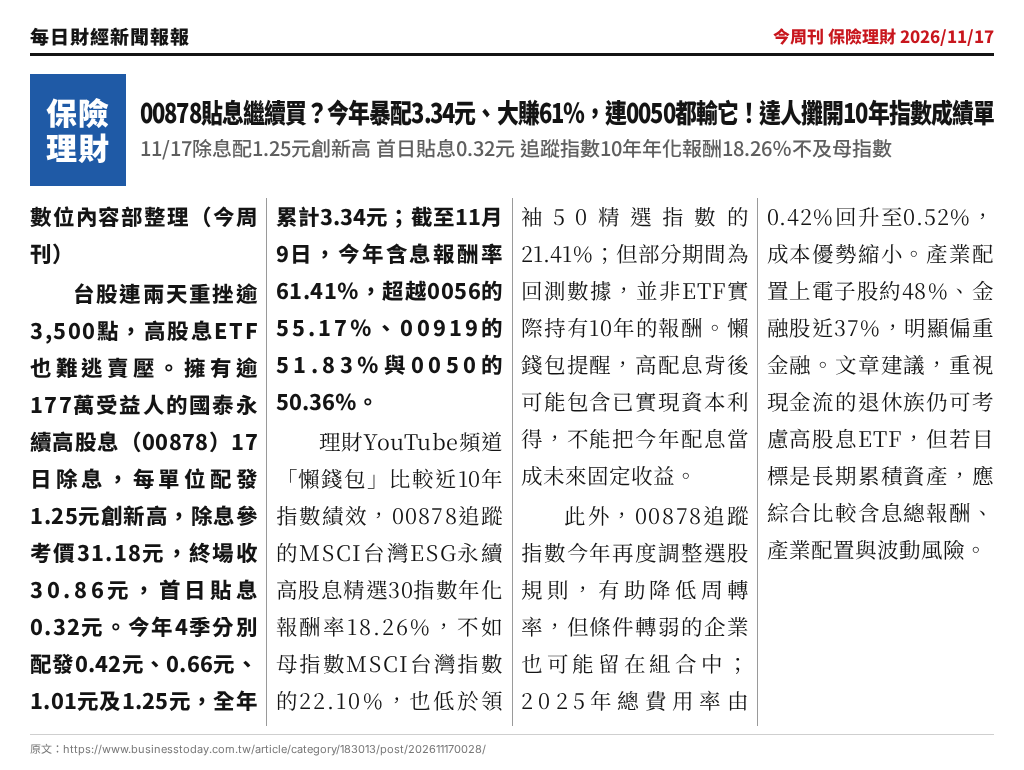 每日財經新聞報報
今周刊 保險理財 2026/11/17
保險
理財
00878貼息繼續買？今年暴配3.34元、大賺61%，連0050都輸它！達人攤開10年指數成績單
11/17除息配1.25元創新高 首日貼息0.32元 追蹤指數10年年化報酬18.26%不及母指數
數位內容部整理（今周
刊）
台股連兩天重挫逾
3,500點，高股息ETF
也難逃賣壓。擁有逾
177萬受益人的國泰永
續高股息（00878）17
日除息，每單位配發
1.25元創新高，除息參
考價31.18元，終場收
30.86元，首日貼息
0.32元。今年4季分別
配發0.42元、0.66元、
1.01元及1.25元，全年
累計3.34元；截至11月
9日，今年含息報酬率
61.41%，超越0056的
55.17%、00919的
51.83%與0050的
50.36%。
理財YouTube頻道
「懶錢包」比較近10年
指數績效，00878追蹤
的MSCI台灣ESG永續
高股息精選30指數年化
報酬率18.26%，不如
母指數MSCI台灣指數
的22.10%，也低於領
袖50精選指數的
21.41%；但部分期間為
回測數據，並非ETF實
際持有10年的報酬。懶
錢包提醒，高配息背後
可能包含已實現資本利
得，不能把今年配息當
成未來固定收益。
此外，00878追蹤
指數今年再度調整選股
規則，有助降低周轉
率，但條件轉弱的企業
也可能留在組合中；
2025年總費用率由
0.42%回升至0.52%，
成本優勢縮小。產業配
置上電子股約48%、金
融股近37%，明顯偏重
金融。文章建議，重視
現金流的退休族仍可考
慮高股息ETF，但若目
標是長期累積資產，應
綜合比較含息總報酬、
產業配置與波動風險。
原文：https://www.businesstoday.com.tw/article/category/183013/post/202611170028/